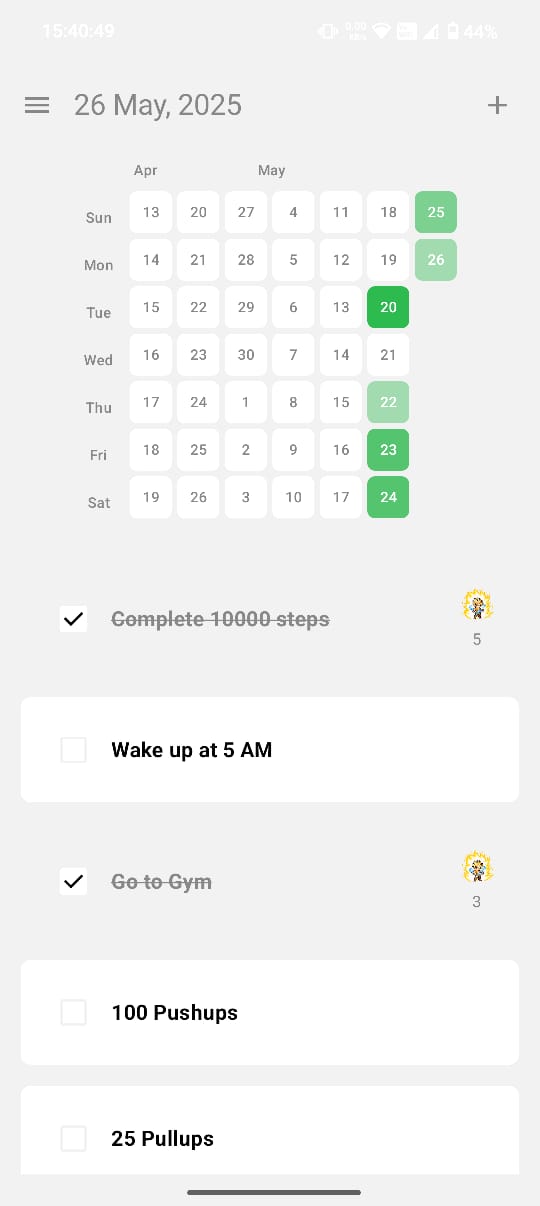 15:40:49 0.00 44%
26 May, 2025
Apr May
Sun 13 20 27 4 11 18 25
Mon 14 21 28 5 12 19 26
Tue 15 22 29 6 13 20
Wed 16 23 30 7 14 21
Thu 17 24 1 8 15 22
Fri 18 25 2 9 16 23
Sat 19 26 3 10 17 24
Complete 10000 steps
5
Wake up at 5 AM
Go to Gym
3
100 Pushups
25 Pullups